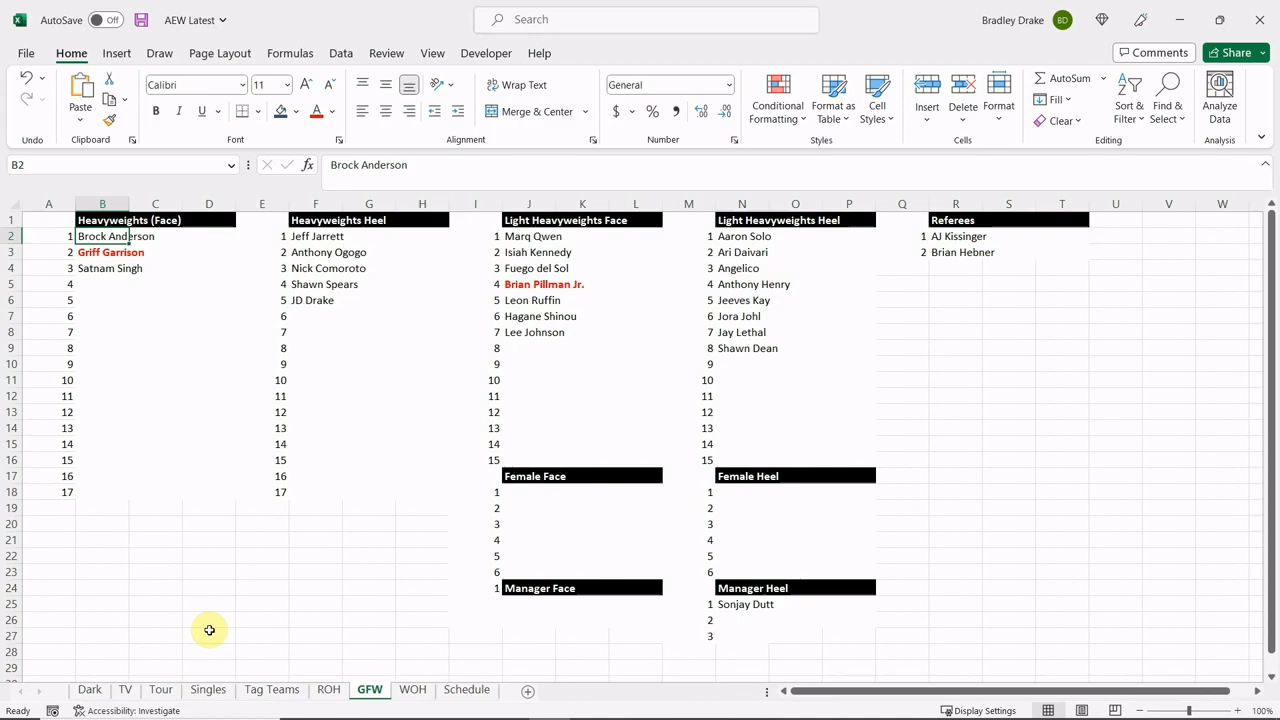 AutoSave Off AEW Latest Search Bradley Drake BD
File Home Insert Draw Page Layout Formulas Data Review View Developer Help Comments Share
Paste Calibri 11 Wrap Text General Conditional Formatting Format as Table Cell Styles Insert Delete Format AutoSum Sort & Filter Find & Select Analyze Data
B I U Merge & Center $ % , Fill
Clear
Undo Clipboard Font Alignment Number Styles Cells Editing Analysis
B2 fx Brock Anderson
A B C D E F G H I J K L M N O P Q R S T U V W
1 Heavyweights (Face) Heavyweights Heel Light Heavyweights Face Light Heavyweights Heel Referees
2 1 Brock Anderson 1 Jeff Jarrett 1 Marq Qwen 1 Aaron Solo 1 AJ Kissinger
3 2 Griff Garrison 2 Anthony Ogogo 2 Isiah Kennedy 2 Ari Daivari 2 Brian Hebner
4 3 Satnam Singh 3 Nick Comoroto 3 Fuego del Sol 3 Angelico
5 4 4 Shawn Spears 4 Brian Pillman Jr. 4 Anthony Henry
6 5 5 JD Drake 5 Leon Ruffin 5 Jeeves Kay
7 6 6 6 Hagane Shinou 6 Jora Johl
8 7 7 7 Lee Johnson 7 Jay Lethal
9 8 8 8 8 Shawn Dean
10 9 9 9 9
11 10 10 10 10
12 11 11 11 11
13 12 12 12 12
14 13 13 13 13
15 14 14 14 14
16 15 15 15 15
17 16 16 Female Face Female Heel
18 17 17 1 1
19 2 2
20 3 3
21 4 4
22 5 5
23 6 6
24 1 Manager Face Manager Heel
25 1 Sonjay Dutt
26 2
27 3
28
29
Dark TV Tour Singles Tag Teams ROH GFW WOH Schedule
Ready Accessibility: Investigate Display Settings 100%